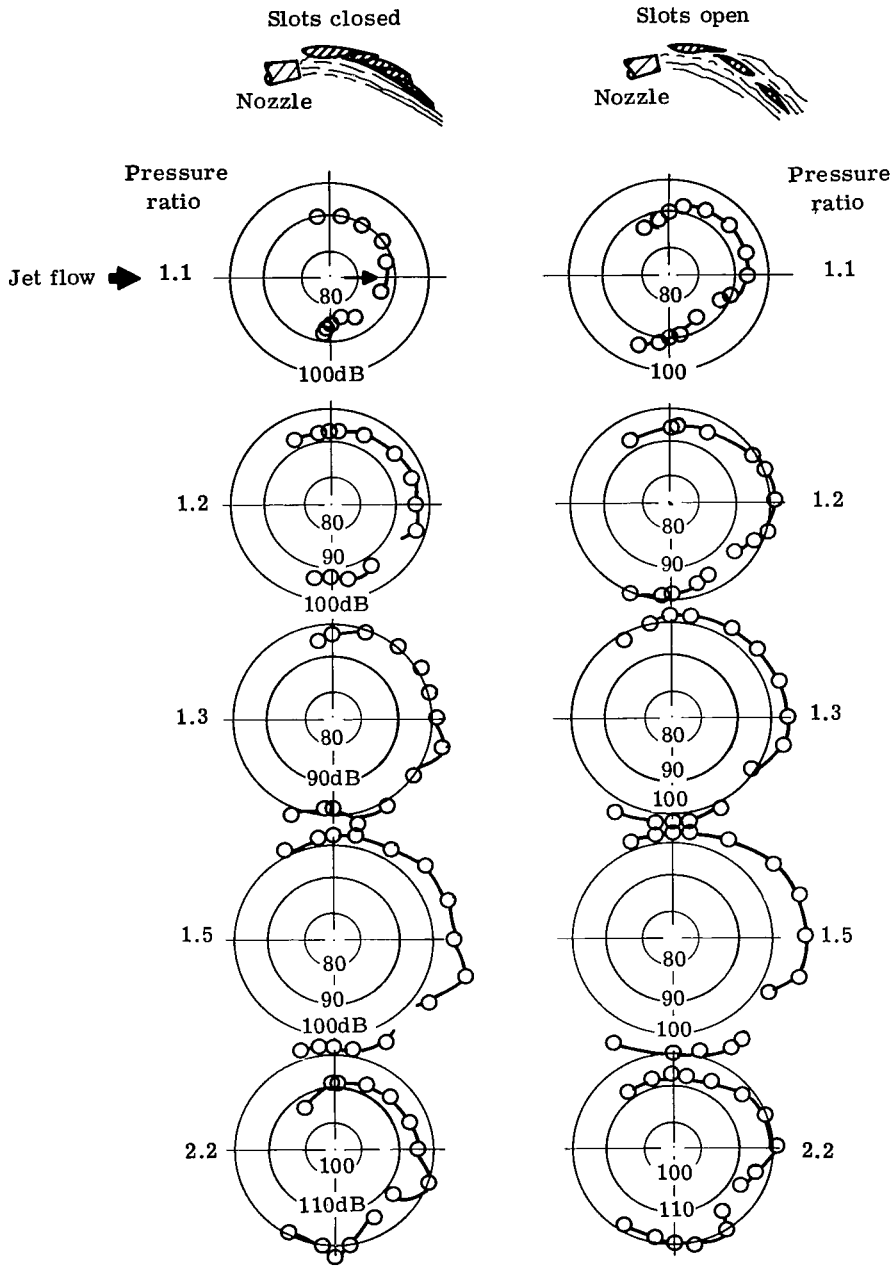 Slots closed
Slots open
Nozzle
Nozzle
Pressure
ratio
Pressure
ratio
Jet flow
1.1
80
100dB
80
100
1.1
1.2
80
90
100dB
80
90
1.2
1.3
80
90dB
80
90
100
1.3
1.5
80
90
100dB
80
90
100
1.5
2.2
100
110dB
100
110
2.2